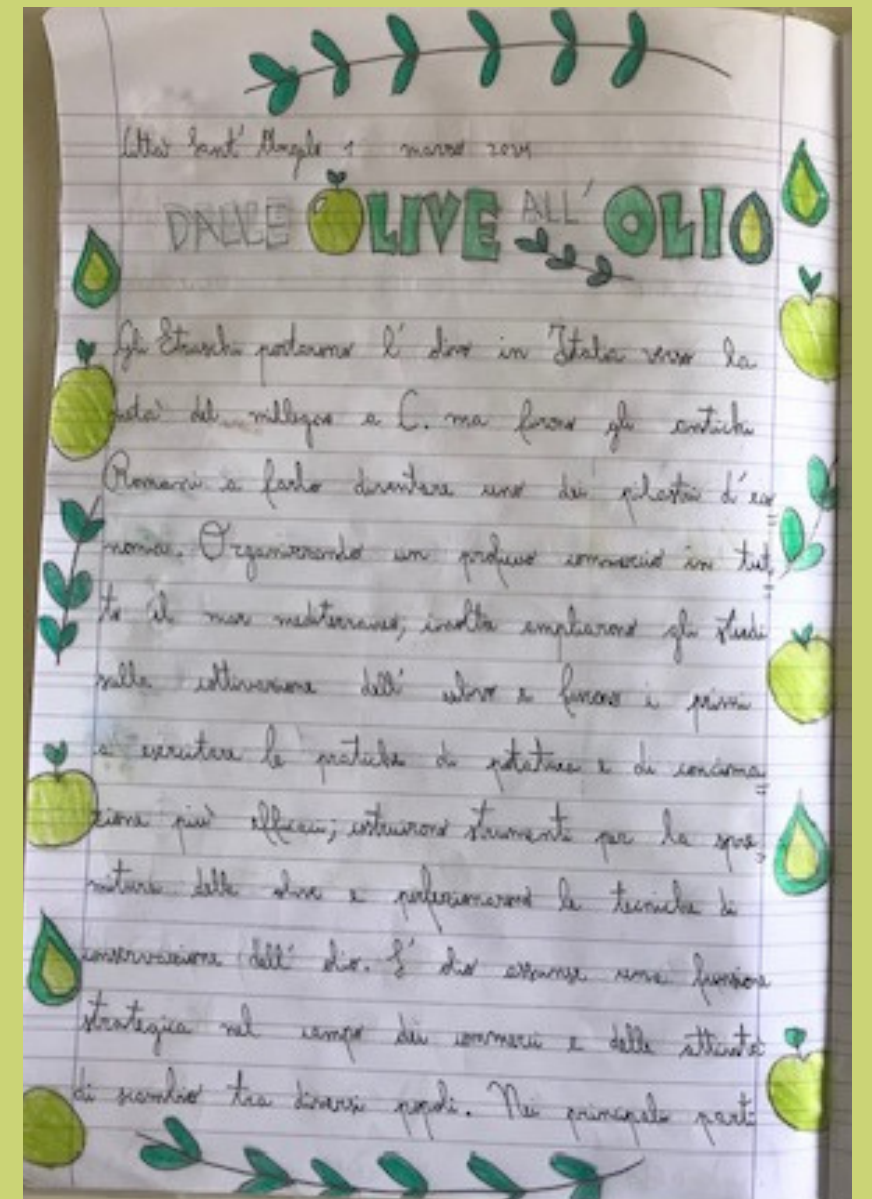 Città Sant' Angelo 1 marzo 2024
DALLE OLIVE ALL' OLIO
Gli Etruschi portarono l' olivo in Italia verso la
metà del millegno a C. ma furono gli antichi
Romani a farlo diventare uno dei pilastri d' eco
nomia. Organizzando un proficuo commercio in tut
to il mar mediterraneo; inoltre ampliarono gli studi
sulla coltivazione dell' ulivo e furono i primi
a esercitare le pratiche di potatura e di concima
zione più efficaci; costruirono strumenti per la spre
mitura delle olive e perfezionarono le tecniche di
conservazione dell' olio. L' olio assunse una funzione
strategica nel campo dei commerci e delle attività
di scambio tra diversi popoli. Nei principali porti